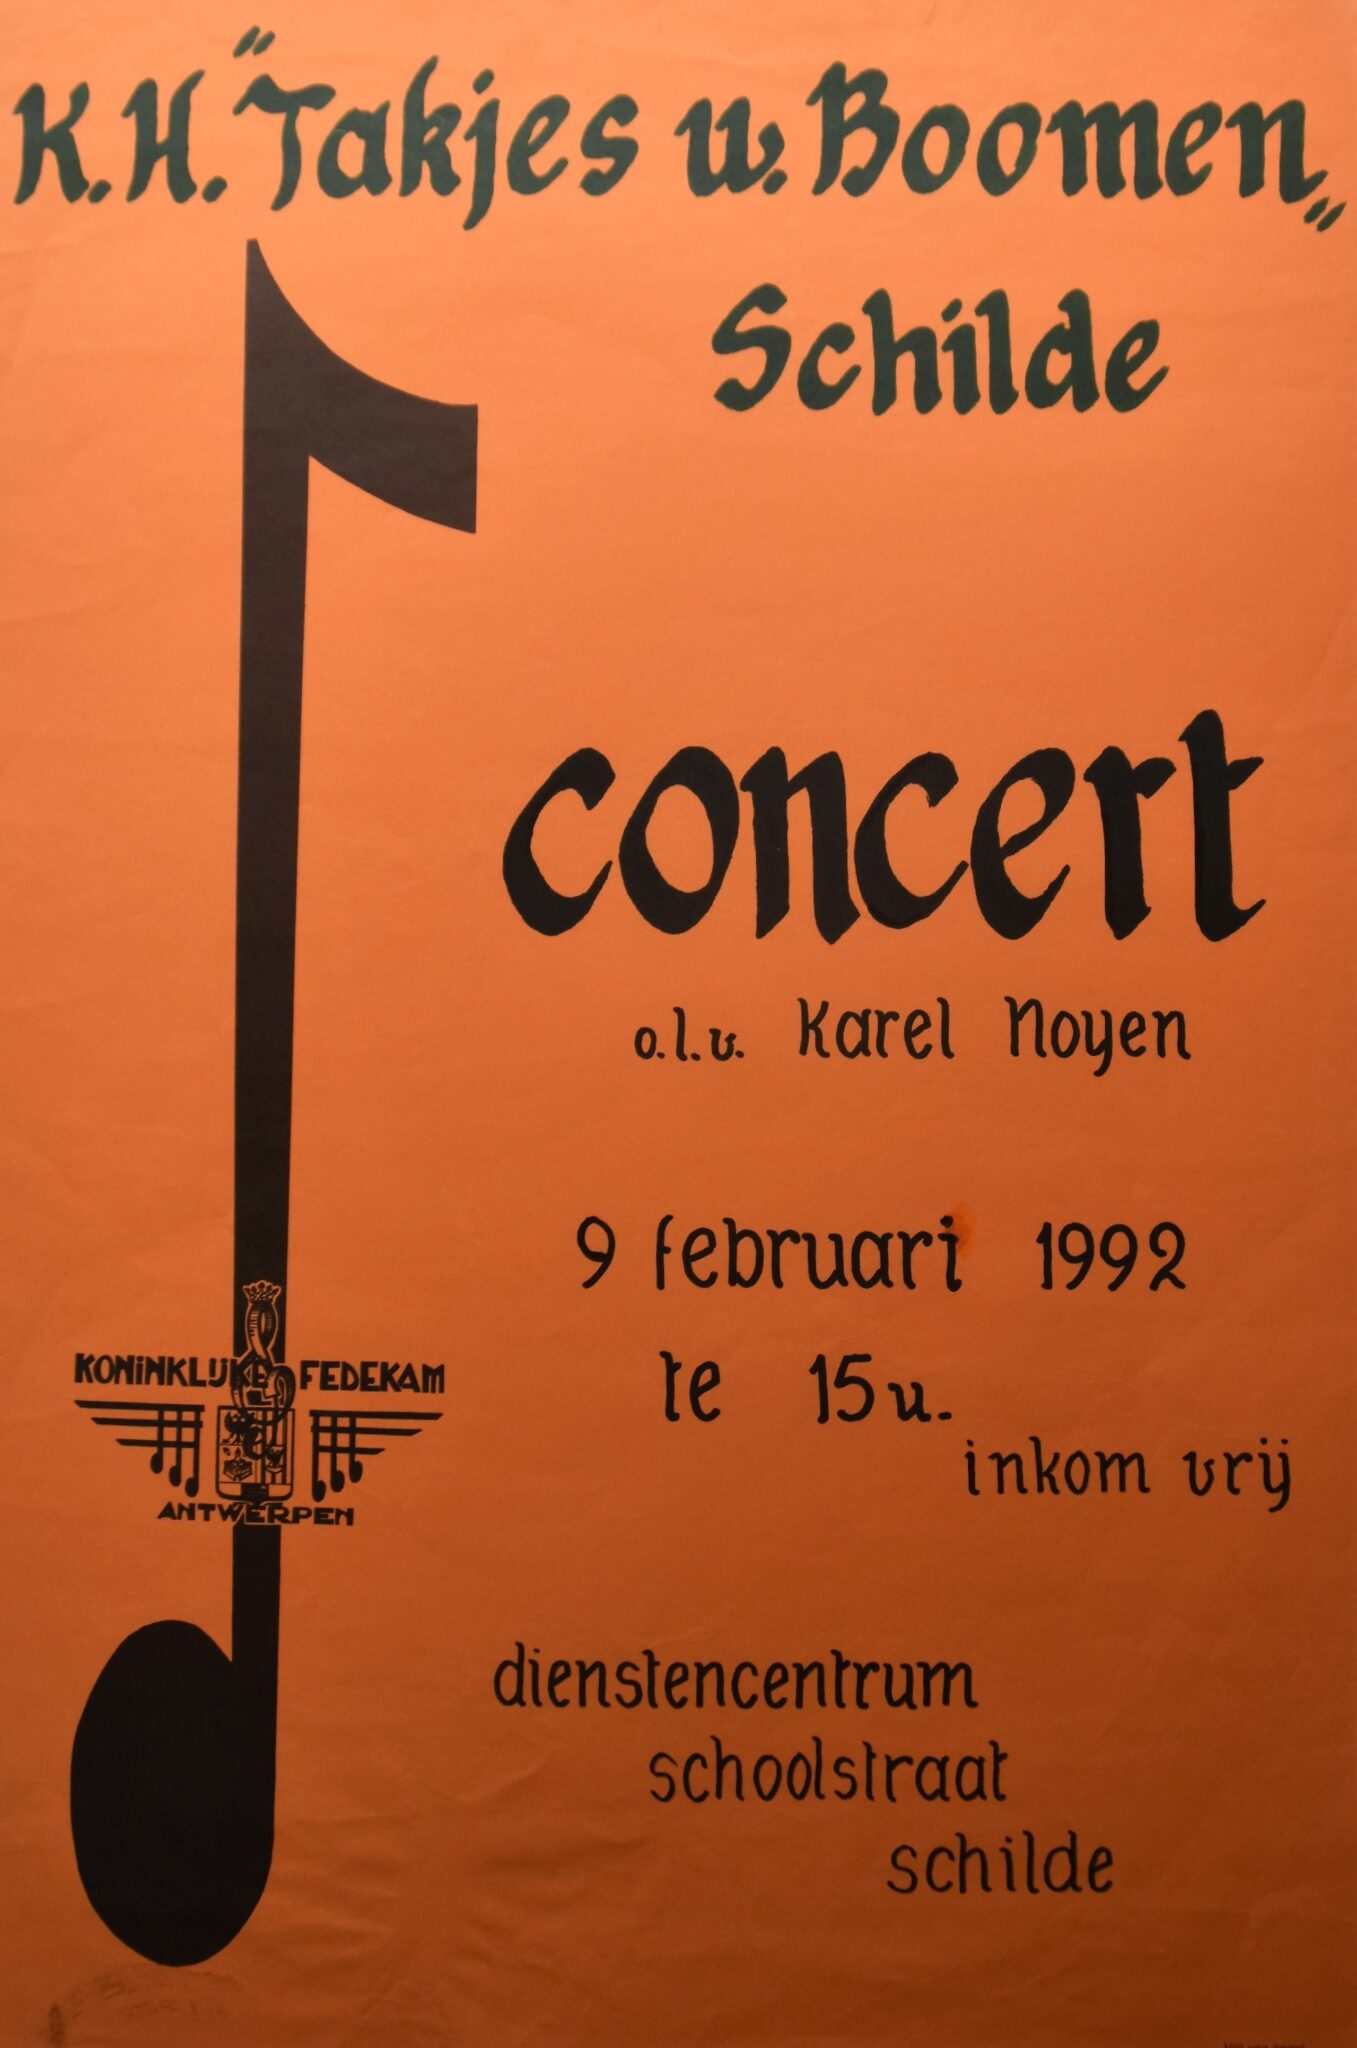 K.H. "Takjes w. Boomen"
Schilde
concert
o.l.v. Karel Noyen
9 februari 1992
te 15u.
inkom vrij
KONINKLIJKE FEDEKAM
ANTWERPEN
dienstencentrum
schoolstraat
schilde